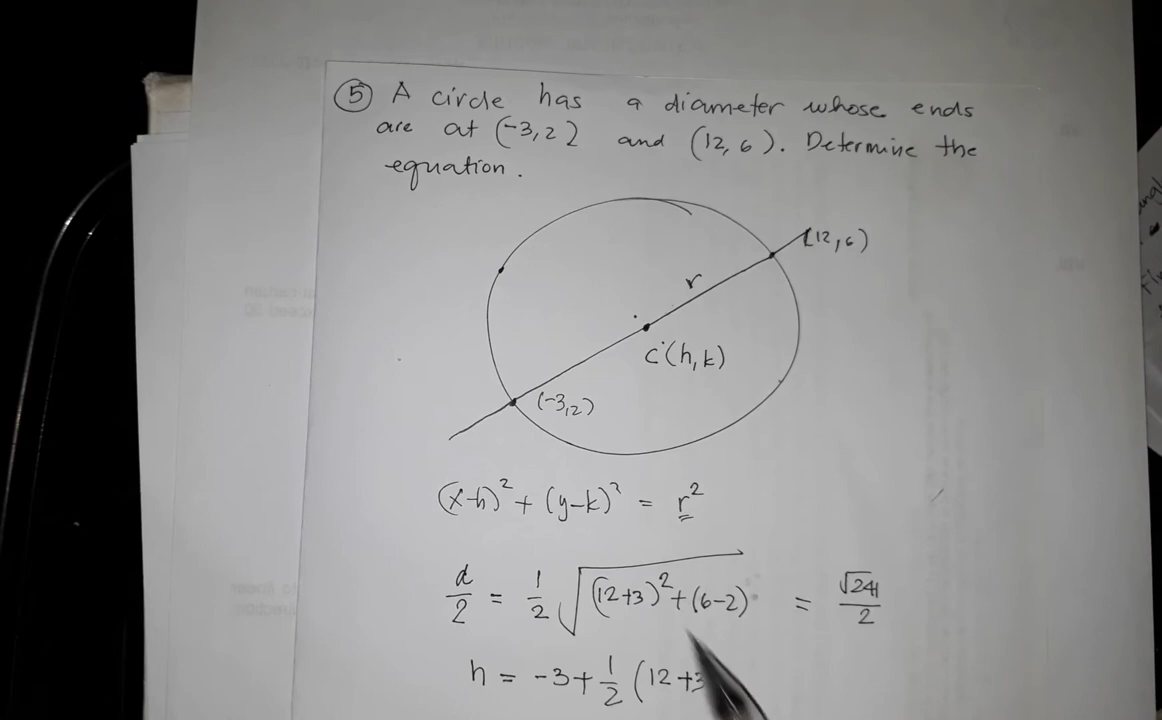 ⑤ A circle has a diameter whose ends
are at (-3,2) and (12,6). Determine the
equation.
(12,6)
r
C (h,k)
(-3,2)
(x-h)² + (y-k)² = r²
d/2 = 1/2 √((12+3)²+(6-2)) = √241/2
h = -3+1/2 (12+3